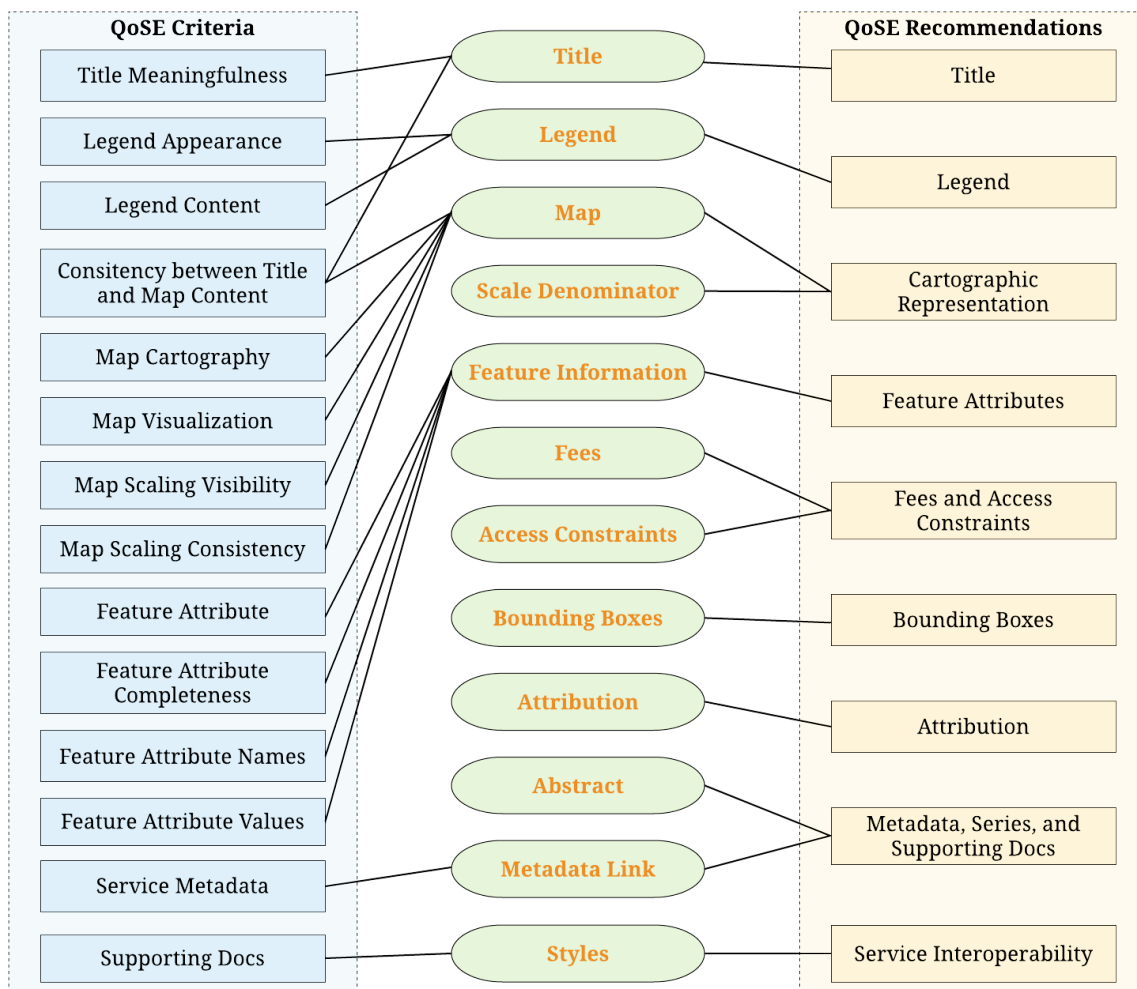 QoSE Criteria
Title Meaningfulness
Legend Appearance
Legend Content
Consitency between Title
and Map Content
Map Cartography
Map Visualization
Map Scaling Visibility
Map Scaling Consistency
Feature Attribute
Feature Attribute
Completeness
Feature Attribute Names
Feature Attribute Values
Service Metadata
Supporting Docs
Title
Legend
Map
Scale Denominator
Feature Information
Fees
Access Constraints
Bounding Boxes
Attribution
Abstract
Metadata Link
Styles
QoSE Recommendations
Title
Legend
Cartographic
Representation
Feature Attributes
Fees and Access
Constraints
Bounding Boxes
Attribution
Metadata, Series, and
Supporting Docs
Service Interoperability